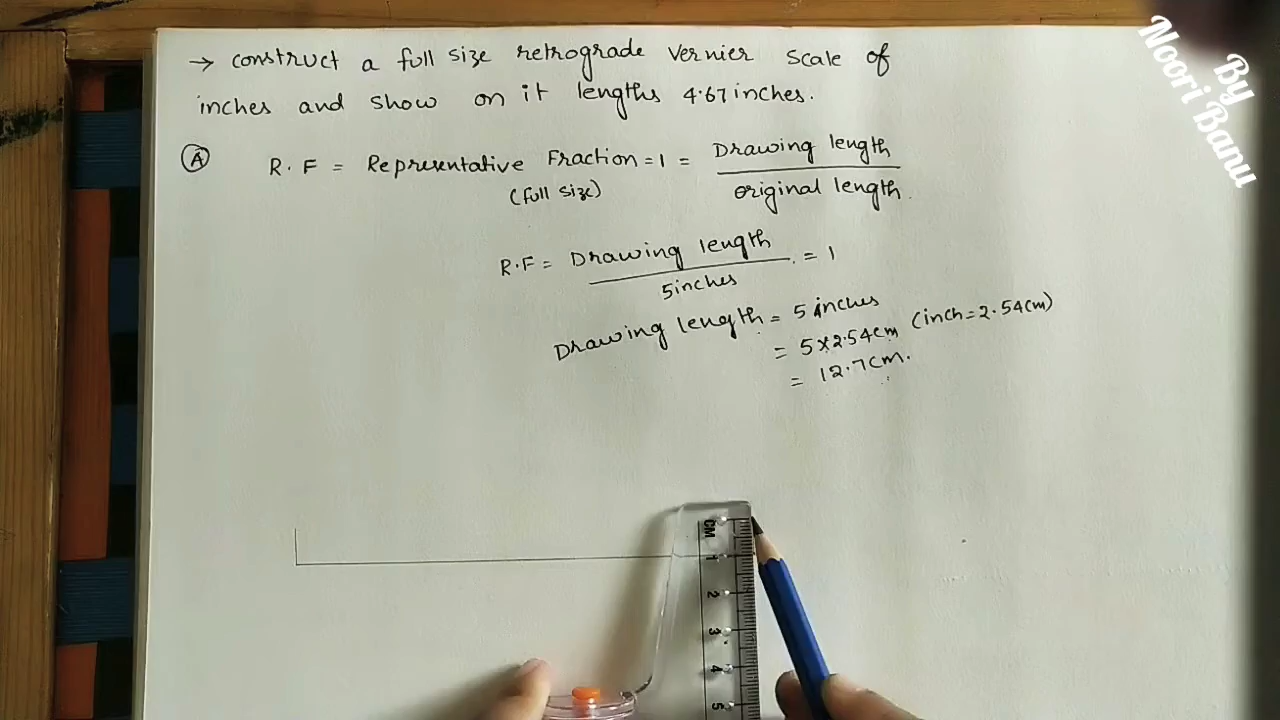 → construct a full size retrograde vernier scale of
inches and show on it lengths 4.67 inches.
A R.F = Representative Fraction = 1 = Drawing length
(full size) original length.
R.F = Drawing length = 1
5inches
Drawing length = 5 inches
= 5×2.54cm (inch=2.54cm)
= 12.7cm.
CM
1
2
3
4
5
By
Noori Banu